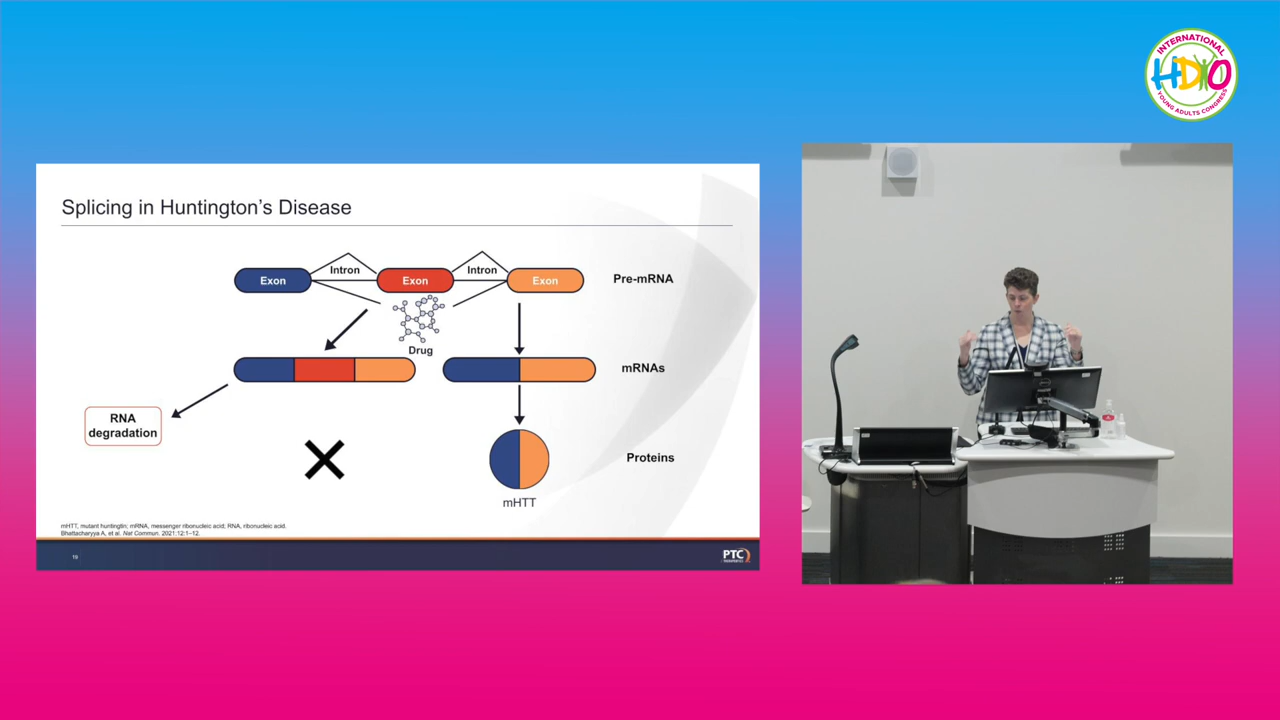 INTERNATIONAL
HDYO
YOUNG ADULTS CONGRESS
Splicing in Huntington's Disease
Exon
Intron
Exon
Intron
Exon
Pre-mRNA
Drug
mRNAs
RNA
degradation
Proteins
mHTT
mHTT, mutant huntingtin; mRNA, messenger ribonucleic acid; RNA, ribonucleic acid.
Bhattacharyya A, et al. Nat Commun. 2021;12:1–12.
19
PTC
THERAPEUTICS